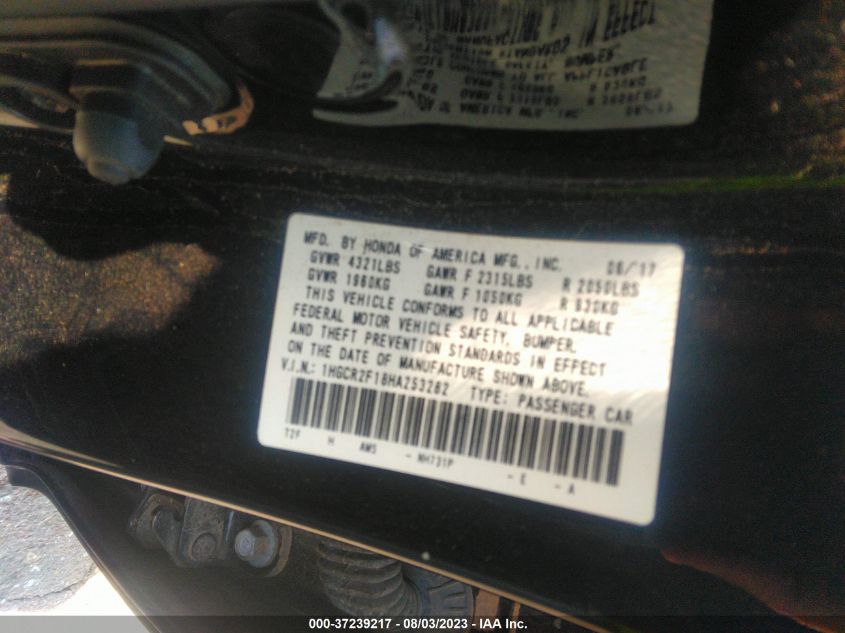 MFD. BY HONDA OF AMERICA MFG., INC. 06/17
GVWR 4321LBS GAWR F 2315LBS R 2050LBS
GVWR 1960KG GAWR F 1050KG R 930KG
THIS VEHICLE CONFORMS TO ALL APPLICABLE
FEDERAL MOTOR VEHICLE SAFETY, BUMPER,
AND THEFT PREVENTION STANDARDS IN EFFECT
ON THE DATE OF MANUFACTURE SHOWN ABOVE.
V.I.N.: 1HGCR2F18HA253282 TYPE: PASSENGER CAR
T2F H AMS - NH731P - E - A
000-37239217 - 08/03/2023 - IAA Inc.